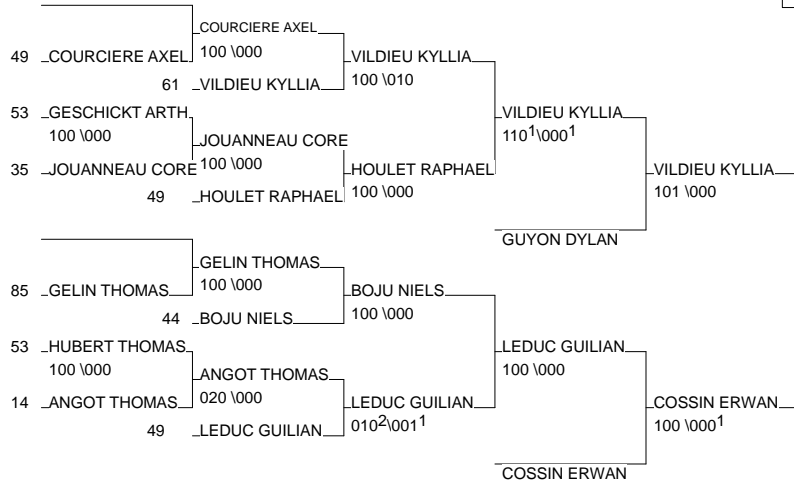 COURCIERE AXEL
49 COURCIERE AXEL 100 \000 VILDIEU KYLLIA
61 VILDIEU KYLLIA 100 \010
53 GESCHICKT ARTH VILDIEU KYLLIA
100 \000 JOUANNEAU CORE 110¹\000¹
35 JOUANNEAU CORE 100 \000 HOULET RAPHAEL VILDIEU KYLLIA
49 HOULET RAPHAEL 100 \000 101 \000
GUYON DYLAN
GELIN THOMAS
85 GELIN THOMAS 100 \000 BOJU NIELS
44 BOJU NIELS 100 \000
53 HUBERT THOMAS LEDUC GUILIAN
100 \000 ANGOT THOMAS 100 \000
14 ANGOT THOMAS 020 \000 LEDUC GUILIAN COSSIN ERWAN
49 LEDUC GUILIAN 010²\001¹ 100 \000¹
COSSIN ERWAN